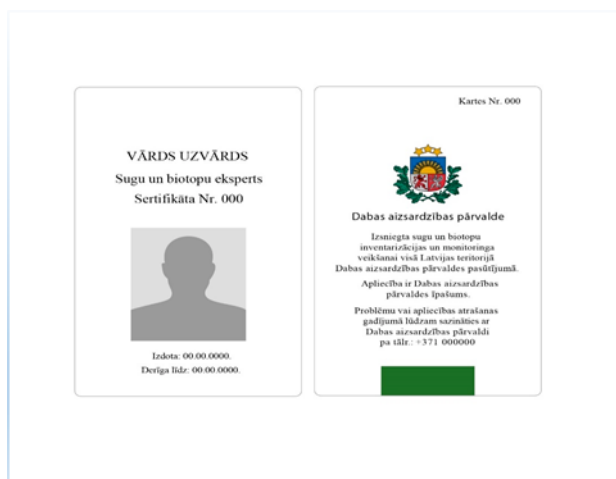 VĀRDS UZVĀRDS
Sugu un biotopu eksperts
Sertifikāta Nr. 000
Izdota: 00.00.0000.
Derīga līdz: 00.00.0000.
Kartes Nr. 000
Dabas aizsardzības pārvalde
Izsniegta sugu un biotopu
inventarizācijas un monitoringa
veikšanai visā Latvijas teritorijā
Dabas aizsardzības pārvaldes pasūtījumā.
Apliecība ir Dabas aizsardzības
pārvaldes īpašums.
Problēmu vai apliecības atrašanas
gadījumā lūdzam sazināties ar
Dabas aizsardzības pārvaldi
pa tālr.: +371 000000